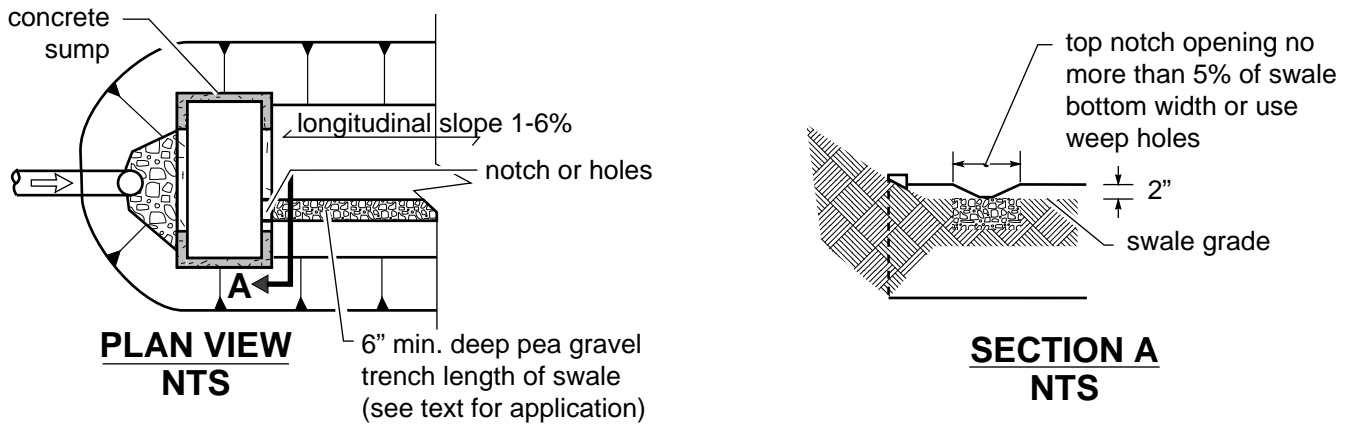 concrete
sump
longitudinal slope 1-6%
notch or holes
A
PLAN VIEW
NTS
6” min. deep pea gravel
trench length of swale
(see text for application)
top notch opening no
more than 5% of swale
bottom width or use
weep holes
2”
swale grade
SECTION A
NTS